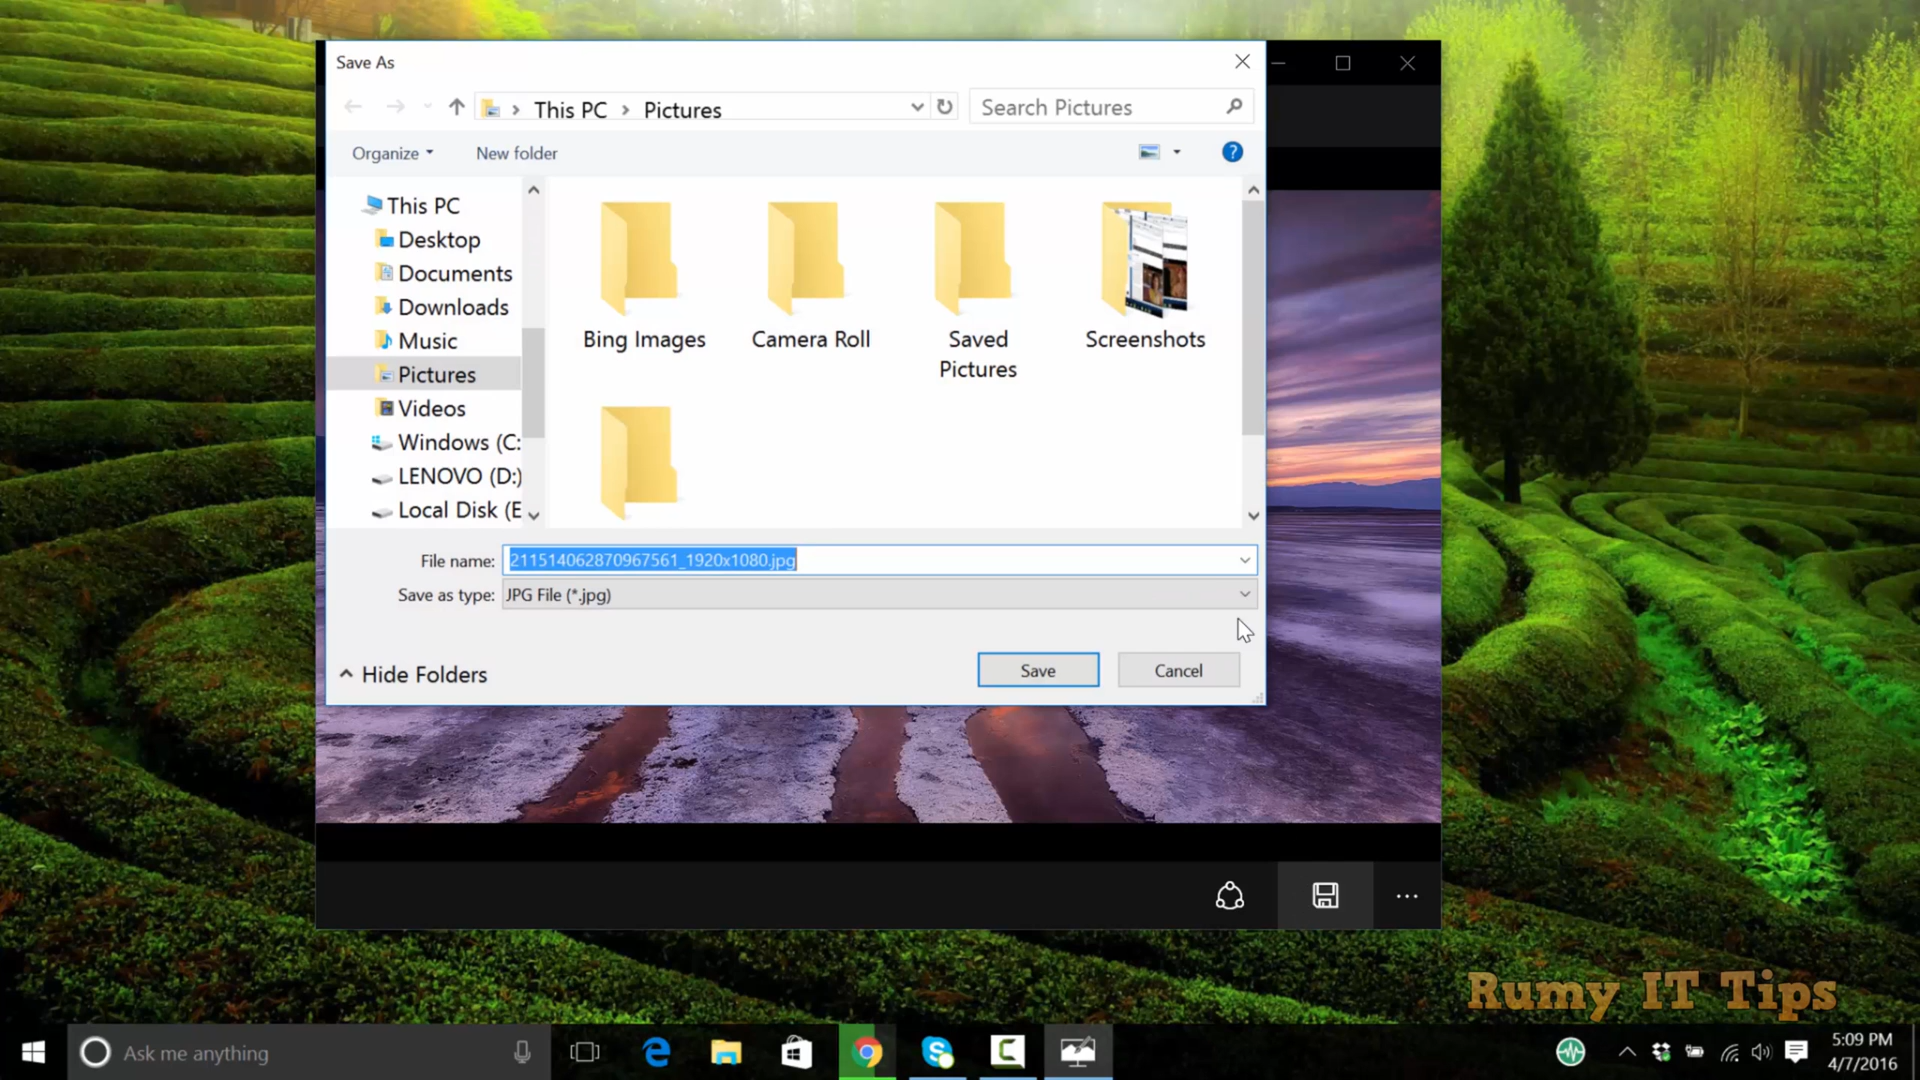 Save As
This PC > Pictures
Search Pictures
Organize
New folder
?
This PC
Desktop
Documents
Downloads
Music
Pictures
Videos
Windows (C:
LENOVO (D:)
Local Disk (E
Bing Images
Camera Roll
Saved
Pictures
Screenshots
File name: 211514062870967561_1920x1080.jpg
Save as type: JPG File (*.jpg)
Hide Folders
Save
Cancel
Rumy IT Tips
Ask me anything
5:09 PM
4/7/2016